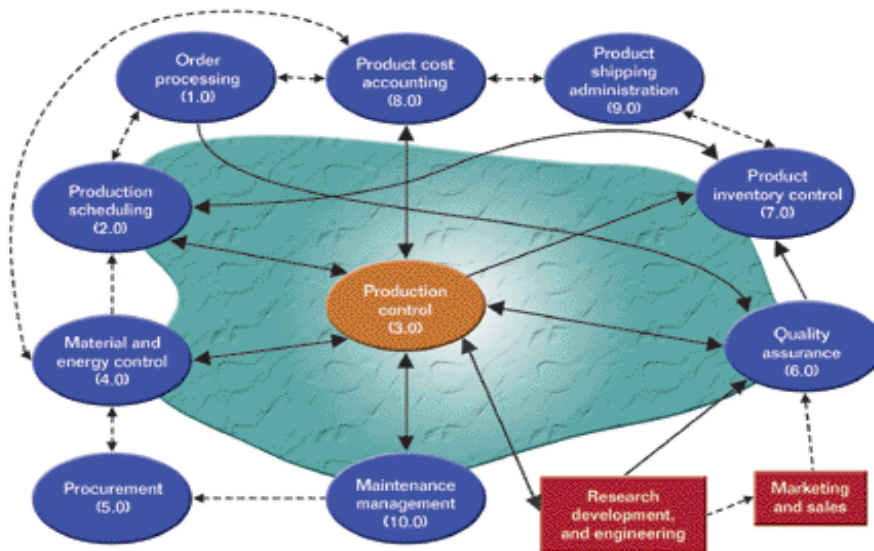 Order
processing
(1.0)
Product cost
accounting
(8.0)
Product
shipping
administration
(9.0)
Production
scheduling
(2.0)
Product
inventory control
(7.0)
Production
control
(3.0)
Material and
energy control
(4.0)
Quality
assurance
(6.0)
Procurement
(5.0)
Maintenance
management
(10.0)
Research
development,
and engineering
Marketing
and sales